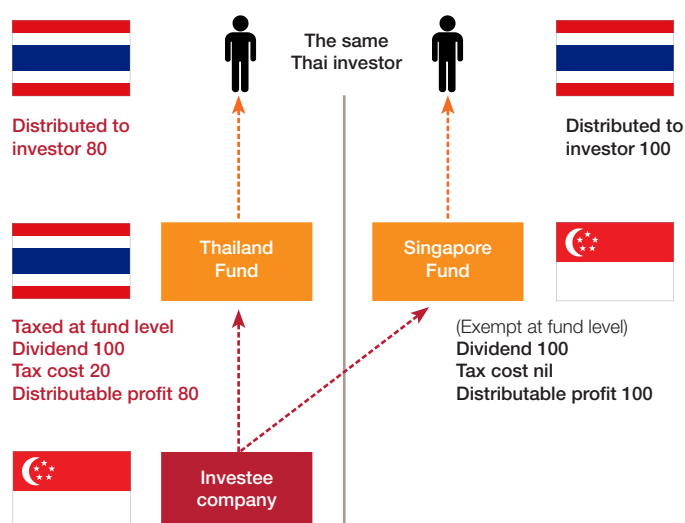 The same
Thai investor
Distributed to
investor 80
Distributed to
investor 100
Thailand
Fund
Singapore
Fund
Taxed at fund level
Dividend 100
Tax cost 20
Distributable profit 80
(Exempt at fund level)
Dividend 100
Tax cost nil
Distributable profit 100
Investee
company